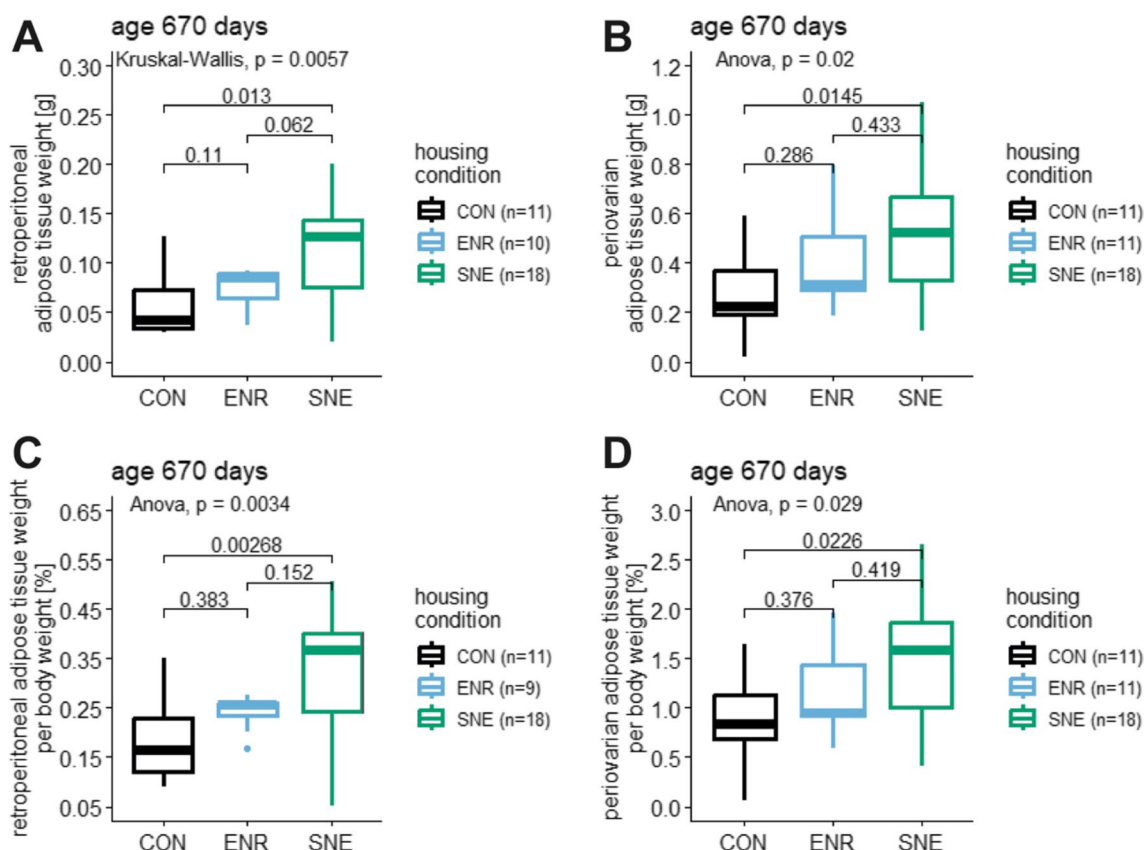 A
age 670 days
Kruskal-Wallis, p = 0.0057
retroperitoneal
adipose tissue weight [g]
0.30
0.25
0.20
0.15
0.10
0.05
0.00
0.013
0.062
0.11
CON ENR SNE
housing
condition
CON (n=11)
ENR (n=10)
SNE (n=18)
B
age 670 days
Anova, p = 0.02
periovarian
adipose tissue weight [g]
1.2
1.0
0.8
0.6
0.4
0.2
0.0
0.0145
0.433
0.286
CON ENR SNE
housing
condition
CON (n=11)
ENR (n=11)
SNE (n=18)
C
age 670 days
Anova, p = 0.0034
retroperitoneal adipose tissue weight
per body weight [%]
0.65
0.55
0.45
0.35
0.25
0.15
0.05
0.00268
0.152
0.383
CON ENR SNE
housing
condition
CON (n=11)
ENR (n=9)
SNE (n=18)
D
age 670 days
Anova, p = 0.029
periovarian adipose tissue weight
per body weight [%]
3.0
2.5
2.0
1.5
1.0
0.5
0.0
0.0226
0.419
0.376
CON ENR SNE
housing
condition
CON (n=11)
ENR (n=11)
SNE (n=18)